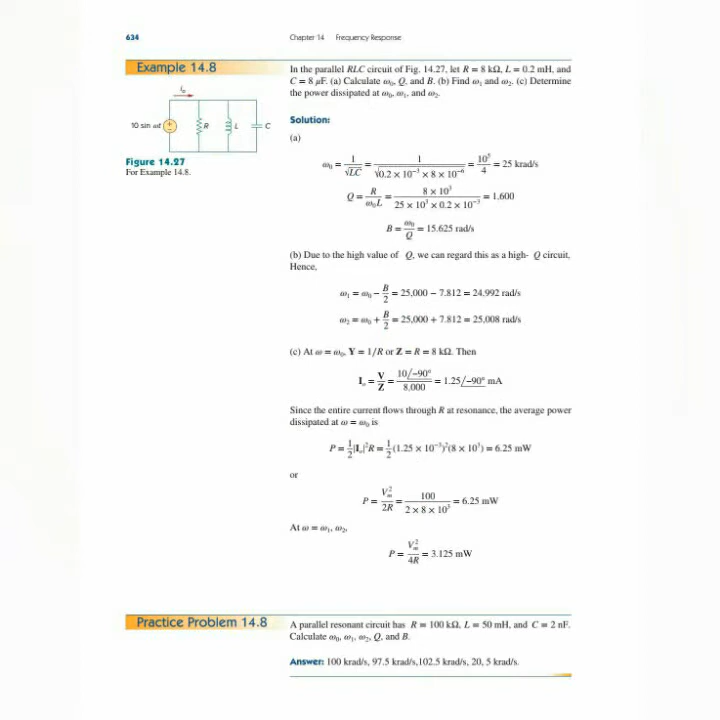 634
Chapter 14 Frequency Response
Example 14.8
In the parallel RLC circuit of Fig. 14.27, let R = 8 kΩ, L = 0.2 mH, and
C = 8 μF. (a) Calculate ω₀, Q, and B. (b) Find ω₁ and ω₂. (c) Determine
the power dissipated at ω₀, ω₁, and ω₂.
iₒ
10 sin ωt
+
−
R
L
C
Figure 14.27
For Example 14.8.
Solution:
(a)
ω₀ = 1/√LC = 1/√0.2 × 10⁻³ × 8 × 10⁻⁶ = 10⁵/4 = 25 krad/s
Q = R/ω₀L = 8 × 10³/25 × 10³ × 0.2 × 10⁻³ = 1,600
B = ω₀/Q = 15.625 rad/s
(b) Due to the high value of Q, we can regard this as a high- Q circuit.
Hence,
ω₁ = ω₀ − B/2 = 25,000 − 7.812 = 24,992 rad/s
ω₂ = ω₀ + B/2 = 25,000 + 7.812 = 25,008 rad/s
(c) At ω = ω₀, Y = 1/R or Z = R = 8 kΩ. Then
Iₒ = V/Z = 10/−90°/8,000 = 1.25/−90° mA
Since the entire current flows through R at resonance, the average power
dissipated at ω = ω₀ is
P = 1/2|Iₒ|²R = 1/2(1.25 × 10⁻³)²(8 × 10³) = 6.25 mW
or
P = Vₘ²/2R = 100/2 × 8 × 10³ = 6.25 mW
At ω = ω₁, ω₂,
P = Vₘ²/4R = 3.125 mW
Practice Problem 14.8
A parallel resonant circuit has R = 100 kΩ, L = 50 mH, and C = 2 nF.
Calculate ω₀, ω₁, ω₂, Q, and B.
Answer: 100 krad/s, 97.5 krad/s,102.5 krad/s, 20, 5 krad/s.